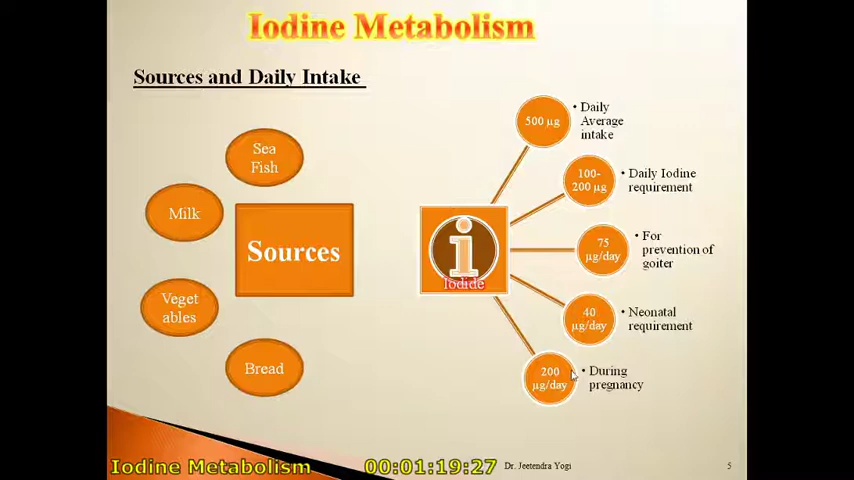 Iodine Metabolism
Sources and Daily Intake
Sea
Fish
Milk
Sources
Veget
ables
Bread
Iodide
500 µg
• Daily
Average
intake
100-
200 µg
• Daily Iodine
requirement
75
µg/day
• For
prevention of
goiter
40
µg/day
• Neonatal
requirement
200
µg/day
• During
pregnancy
Iodine Metabolism
00:01:19:27
Dr. Jeetendra Yogi
5